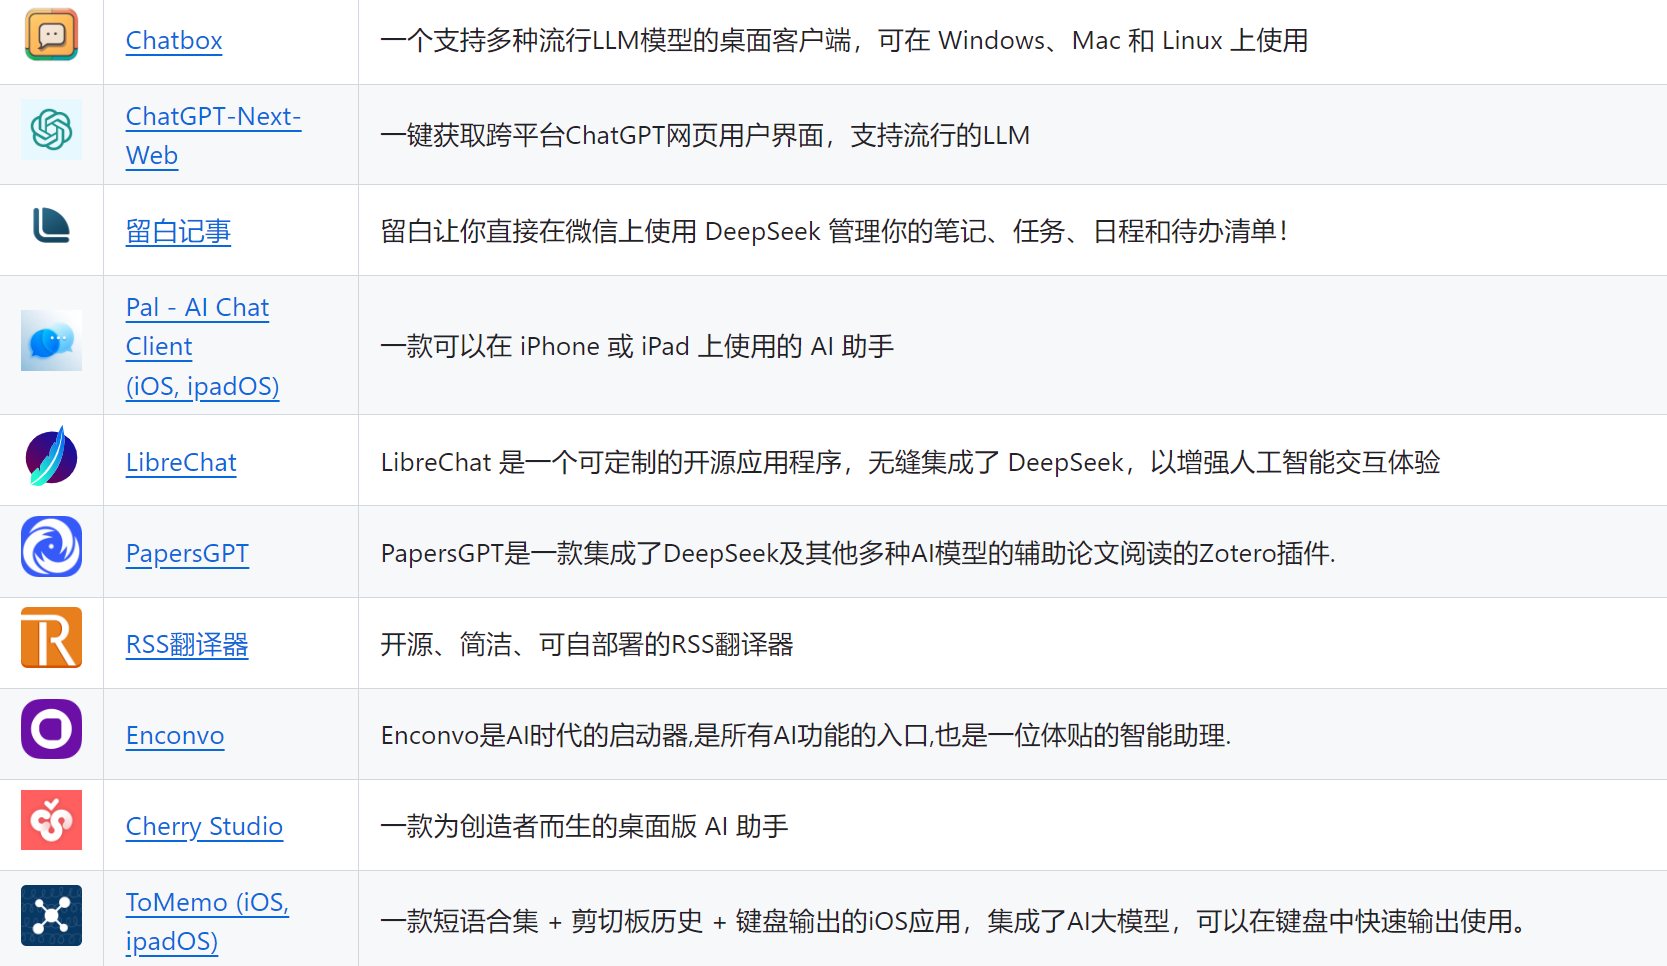 Chatbox
一个支持多种流行LLM模型的桌面客户端，可在 Windows、Mac 和 Linux 上使用
ChatGPT-Next-
Web
一键获取跨平台ChatGPT网页用户界面，支持流行的LLM
留白记事
留白让你直接在微信上使用 DeepSeek 管理你的笔记、任务、日程和待办清单！
Pal - AI Chat
Client
(iOS, ipadOS)
一款可以在 iPhone 或 iPad 上使用的 AI 助手
LibreChat
LibreChat 是一个可定制的开源应用程序，无缝集成了 DeepSeek，以增强人工智能交互体验
PapersGPT
PapersGPT是一款集成了DeepSeek及其他多种AI模型的辅助论文阅读的Zotero插件.
RSS翻译器
开源、简洁、可自部署的RSS翻译器
Enconvo
Enconvo是AI时代的启动器,是所有AI功能的入口,也是一位体贴的智能助理.
Cherry Studio
一款为创造者而生的桌面版 AI 助手
ToMemo (iOS,
ipadOS)
一款短语合集 + 剪切板历史 + 键盘输出的iOS应用，集成了AI大模型，可以在键盘中快速输出使用。